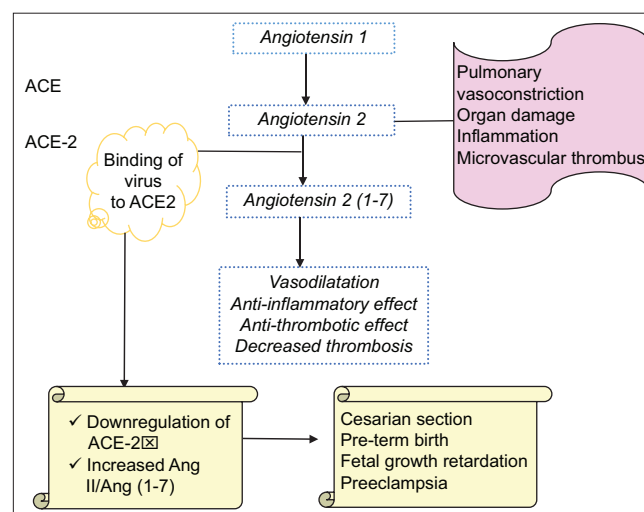 Angiotensin 1
ACE
Angiotensin 2
Pulmonary
vasoconstriction
Organ damage
Inflammation
Microvascular thrombus
ACE-2
Binding of
virus
to ACE2
Angiotensin 2 (1-7)
Vasodilatation
Anti-inflammatory effect
Anti-thrombotic effect
Decreased thrombosis
✓ Downregulation of
ACE-2☒
✓ Increased Ang
II/Ang (1-7)
Cesarian section
Pre-term birth
Fetal growth retardation
Preeclampsia